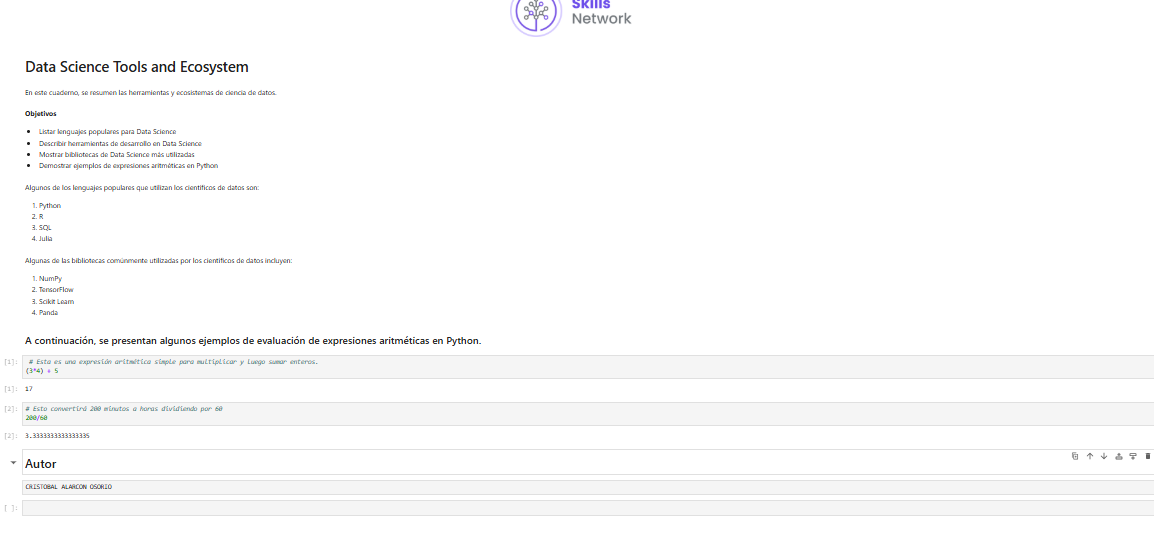 Skills
Network
Data Science Tools and Ecosystem
En este cuaderno, se resumen las herramientas y ecosistemas de ciencia de datos.
Objetivos
• Listar lenguajes populares para Data Science
• Describir herramientas de desarrollo en Data Science
• Mostrar bibliotecas de Data Science más utilizadas
• Demostrar ejemplos de expresiones aritméticas en Python
Algunos de los lenguajes populares que utilizan los científicos de datos son:
1. Python
2. R
3. SQL
4. Julia
Algunas de las bibliotecas comúnmente utilizadas por los científicos de datos incluyen:
1. NumPy
2. TensorFlow
3. Scikit Learn
4. Panda
A continuación, se presentan algunos ejemplos de evaluación de expresiones aritméticas en Python.
[1]: # Esta es una expresión aritmética simple para multiplicar y luego sumar enteros.
(3*4) + 5
[1]: 17
[2]: # Esto convertirá 200 minutos a horas dividiendo por 60
200/60
[2]: 3.3333333333333335
Autor
CRISTOBAL ALARCON OSORIO
[ ]: